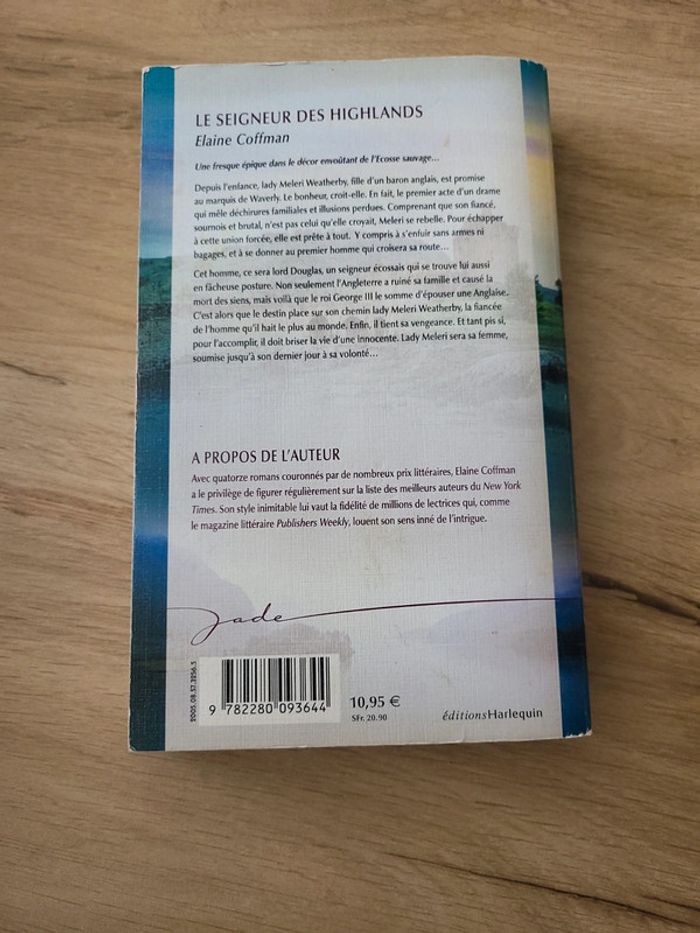 LE SEIGNEUR DES HIGHLANDS
Elaine Coffman
Une fresque épique dans le décor envoûtant de l'Ecosse sauvage...
Depuis l'enfance, lady Meleri Weatherby, fille d'un baron anglais, est promise
au marquis de Waverly. Le bonheur, croit-elle. En fait, le premier acte d'un drame
qui mêle déchirures familiales et illusions perdues. Comprenant que son fiancé,
sournois et brutal, n'est pas celui qu'elle croyait, Meleri se rebelle. Pour échapper
à cette union forcée, elle est prête à tout. Y compris à s'enfuir sans armes ni
bagages, et à se donner au premier homme qui croisera sa route...
Cet homme, ce sera lord Douglas, un seigneur écossais qui se trouve lui aussi
en fâcheuse posture. Non seulement l'Angleterre a ruiné sa famille et causé la
mort des siens, mais voilà que le roi George III le somme d'épouser une Anglaise.
C'est alors que le destin place sur son chemin lady Meleri Weatherby, la fiancée
de l'homme qu'il hait le plus au monde. Enfin, il tient sa vengeance. Et tant pis si,
pour l'accomplir, il doit briser la vie d'une innocente. Lady Meleri sera sa femme,
soumise jusqu'à son dernier jour à sa volonté...
A PROPOS DE L'AUTEUR
Avec quatorze romans couronnés par de nombreux prix littéraires, Elaine Coffman
a le privilège de figurer régulièrement sur la liste des meilleurs auteurs du New York
Times. Son style inimitable lui vaut la fidélité de millions de lectrices qui, comme
le magazine littéraire Publishers Weekly, louent son sens inné de l'intrigue.
Jade
2005.08.57.3256.3
9 782280 093644
10,95 €
SFr. 20.90
éditionsHarlequin